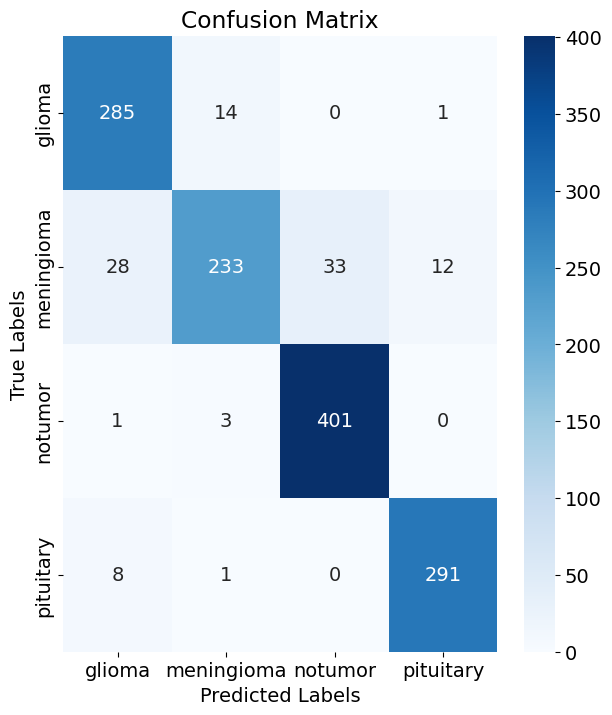 Confusion Matrix
True Labels
glioma
285 14 0 1
meningioma
28 233 33 12
notumor
1 3 401 0
pituitary
8 1 0 291
glioma meningioma notumor pituitary
Predicted Labels
400
350
300
250
200
150
100
50
0